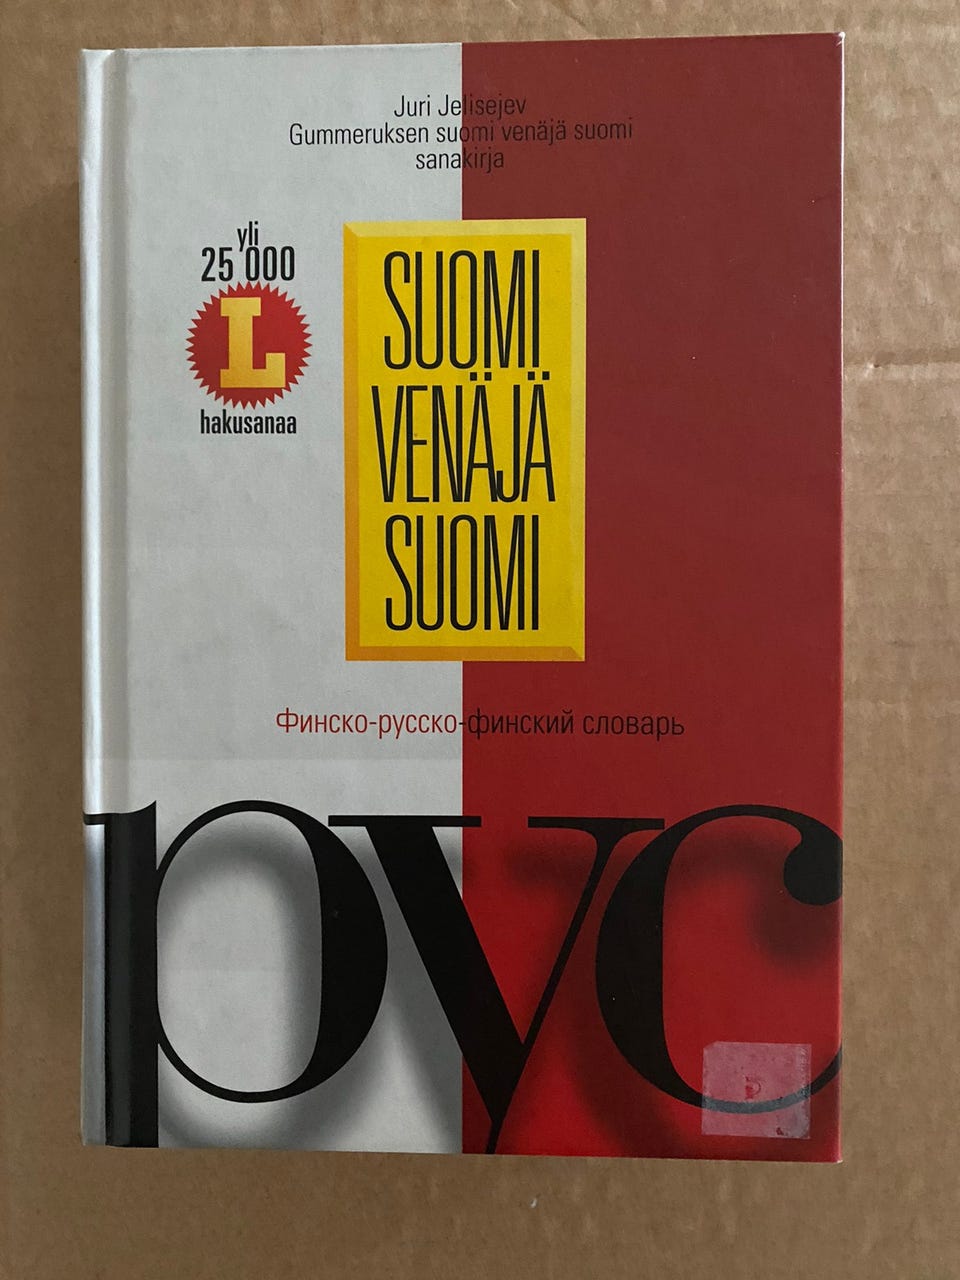 Juri Jelisejev
Gummeruksen suomi venäjä suomi
sanakirja
yli
25 000
L
hakusanaa
SUOMI
VENÄJÄ
SUOMI
Финско-русско-финский словарь
рус